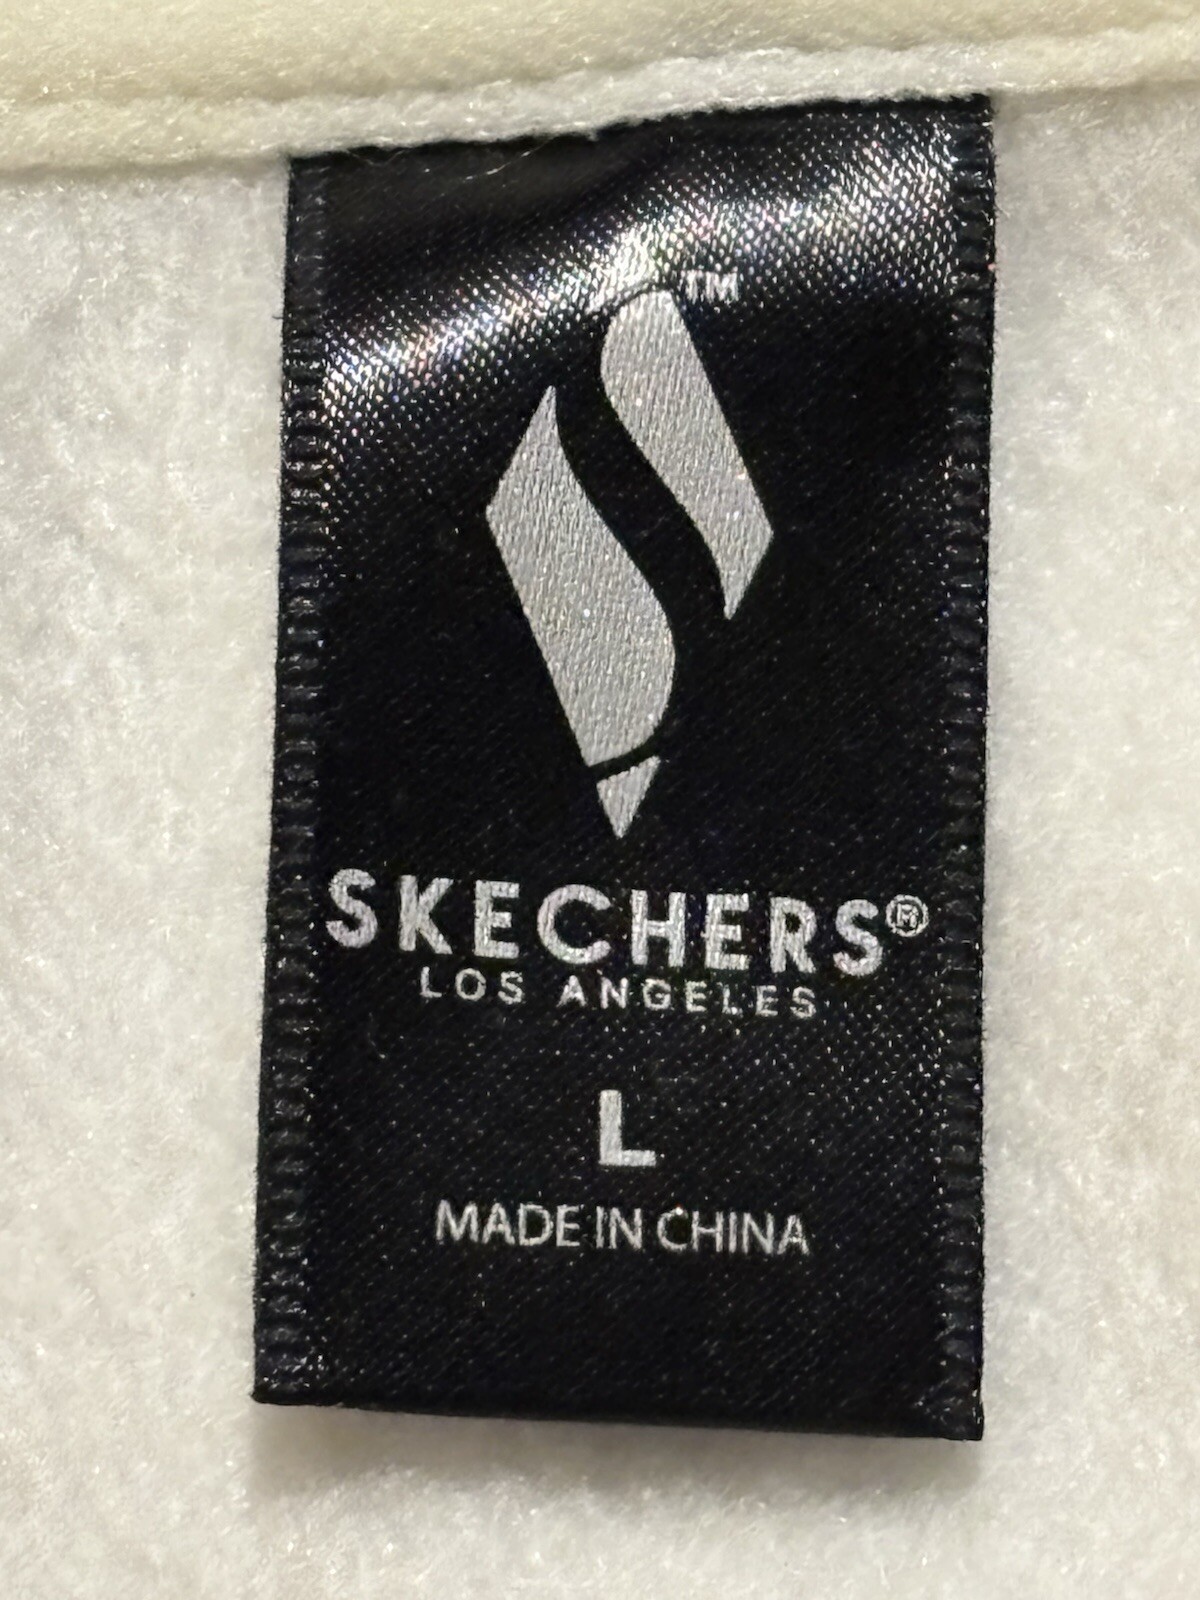 TM
SKECHERS®
LOS ANGELES
L
MADE IN CHINA